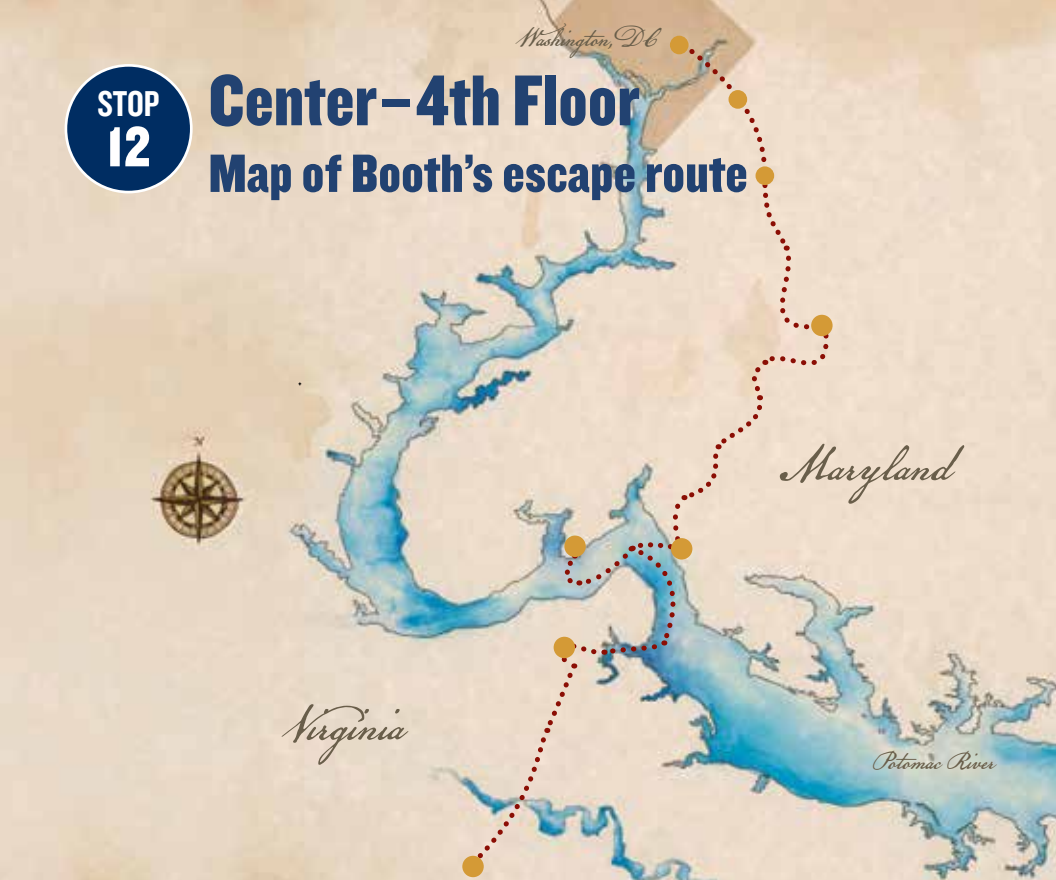 Washington, DC
STOP
12
Center–4th Floor
Map of Booth’s escape route
N
Maryland
Virginia
Potomac River